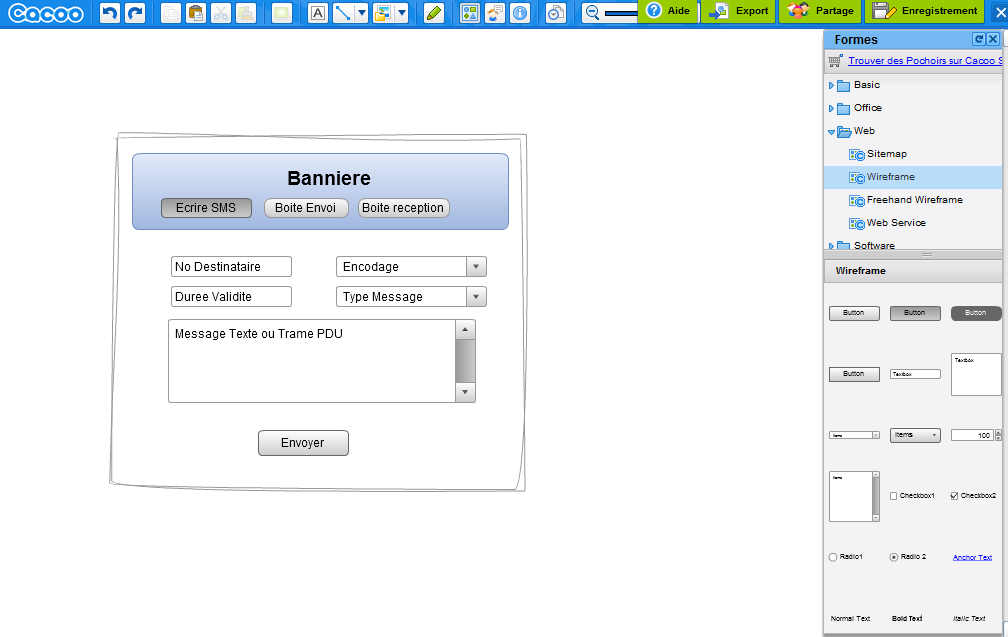 Cacoo
A
Aide
Export
Partage
Enregistrement
Formes
Trouver des Pochoirs sur Cacoo S
Basic
Office
Web
Sitemap
Wireframe
Freehand Wireframe
Web Service
Software
Wireframe
Button
Button
Button
Button
Textbox
Textbox
Items
Items
100
Items
Checkbox1
Checkbox2
Radio1
Radio 2
Anchor Text
Normal Text
Bold Text
Italic Text
Banniere
Ecrire SMS
Boite Envoi
Boite reception
No Destinataire
Encodage
Duree Validite
Type Message
Message Texte ou Trame PDU
Envoyer